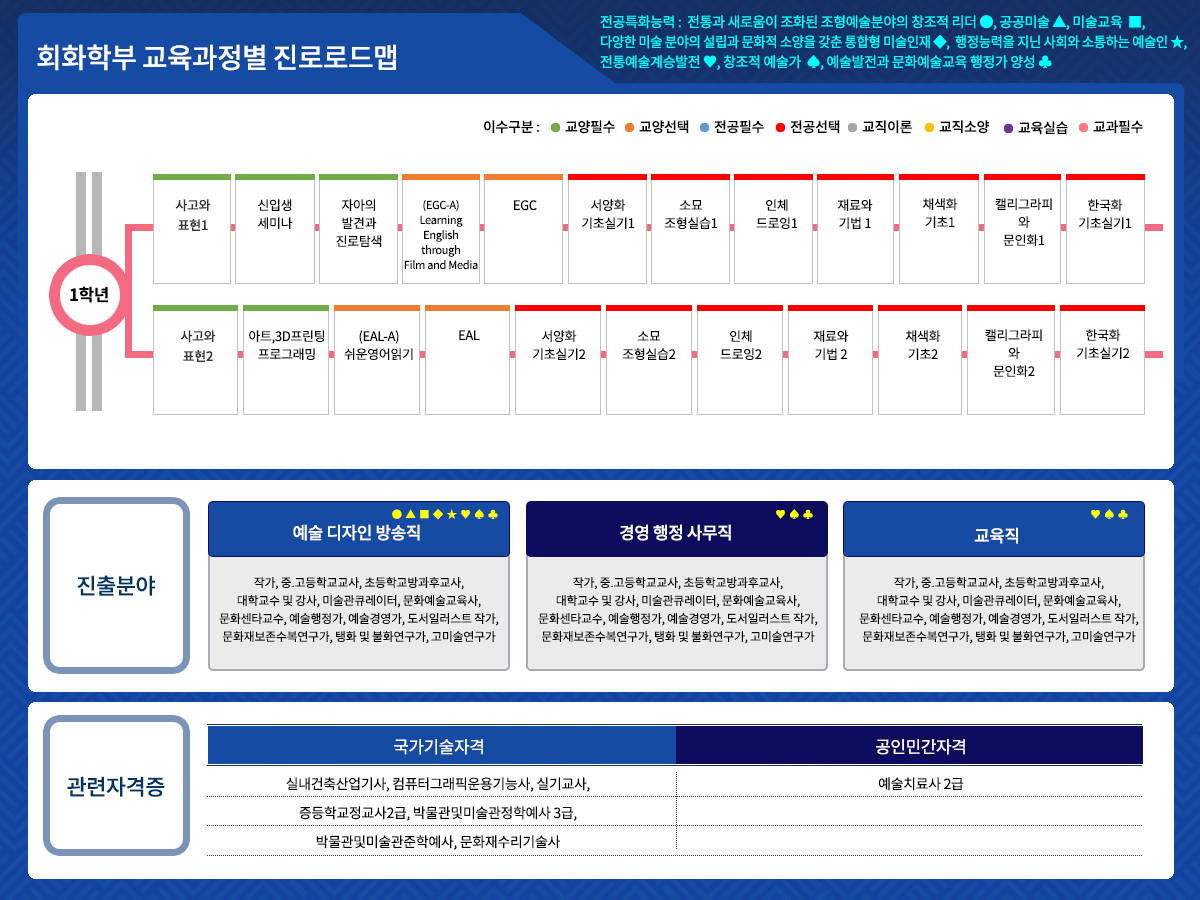 회화학부 교육과정별 진로로드맵
전공특화능력 : 전통과 새로움이 조화된 조형예술분야의 창조적 리더 ●, 공공미술 ▲, 미술교육 ■,
다양한 미술 분야의 설립과 문화적 소양을 갖춘 통합형 미술인재 ◆, 행정능력을 지닌 사회와 소통하는 예술인 ★,
전통예술계승발전 ♥, 창조적 예술가 ♠, 예술발전과 문화예술교육 행정가 양성 ♣
이수구분 : ● 교양필수 ● 교양선택 ● 전공필수 ● 전공선택 ● 교직이론 ● 교직소양 ● 교육실습 ● 교과필수
1학년
사고와
표현1
신입생
세미나
자아의
발견과
진로탐색
(EGC-A)
Learning
English
through
Film and Media
EGC
서양화
기초실기1
소묘
조형실습1
인체
드로잉1
재료와
기법 1
채색화
기초1
캘리그라피
와
문인화1
한국화
기초실기1
사고와
표현2
아트,3D프린팅
프로그래밍
(EAL-A)
쉬운영어읽기
EAL
서양화
기초실기2
소묘
조형실습2
인체
드로잉2
재료와
기법 2
채색화
기초2
캘리그라피
와
문인화2
한국화
기초실기2
진출분야
●▲■◆★♥♠♣
예술 디자인 방송직
작가, 중.고등학교교사, 초등학교방과후교사,
대학교수 및 강사, 미술관큐레이터, 문화예술교육사,
문화센타교수, 예술행정가, 예술경영가, 도서일러스트 작가,
문화재보존수복연구가, 탱화 및 불화연구가, 고미술연구가
♥♠♣
경영 행정 사무직
작가, 중.고등학교교사, 초등학교방과후교사,
대학교수 및 강사, 미술관큐레이터, 문화예술교육사,
문화센타교수, 예술행정가, 예술경영가, 도서일러스트 작가,
문화재보존수복연구가, 탱화 및 불화연구가, 고미술연구가
♥♠♣
교육직
작가, 중.고등학교교사, 초등학교방과후교사,
대학교수 및 강사, 미술관큐레이터, 문화예술교육사,
문화센타교수, 예술행정가, 예술경영가, 도서일러스트 작가,
문화재보존수복연구가, 탱화 및 불화연구가, 고미술연구가
관련자격증
국가기술자격
공인민간자격
실내건축산업기사, 컴퓨터그래픽운용기능사, 실기교사,
예술치료사 2급
중등학교정교사2급, 박물관및미술관정학예사 3급,
박물관및미술관준학예사, 문화재수리기술사